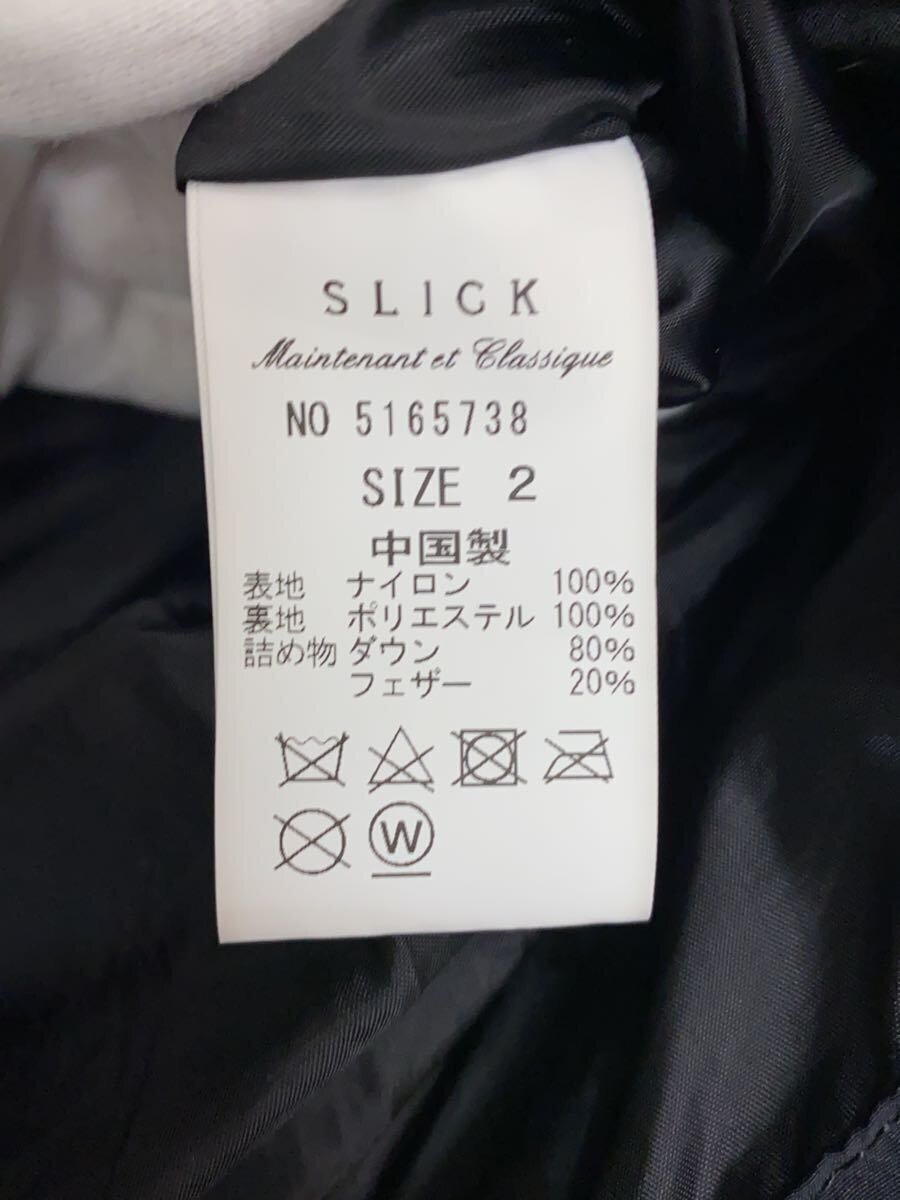 SLICK
Maintenant et Classique
NO 5165738
SIZE 2
中国製
表地 ナイロン 100%
裏地 ポリエステル 100%
詰め物 ダウン 80%
フェザー 20%
W